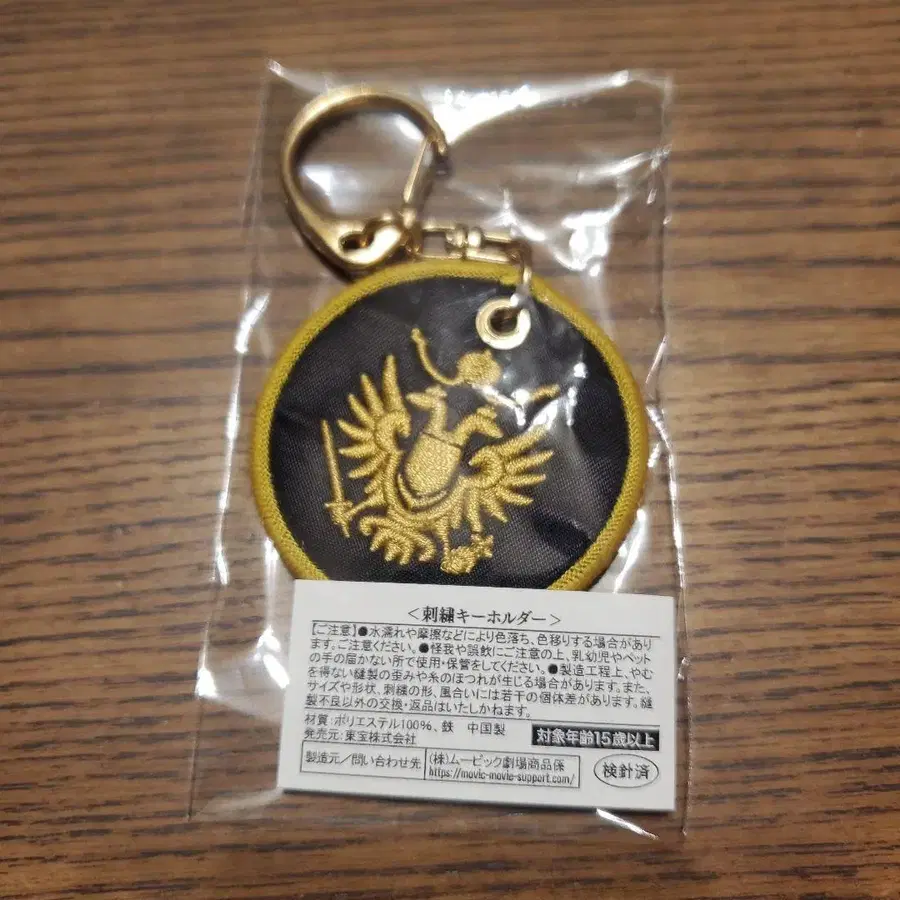 ＜刺繍キーホルダー＞
【ご注意】●水濡れや摩擦などにより色落ち、色移りする場合があり
ます。ご注意ください。●怪我や誤飲にご注意の上、乳幼児やペット
の手の届かない所で使用・保管をしてください。●製造工程上、やむ
を得ない縫製の歪みや糸のほつれが生じる場合があります。また、
サイズや形状、刺繍の形、風合いには若干の個体差があります。縫
製不良以外の交換・返品はいたしかねます。
材質：ポリエステル100％、鉄　中国製
発売元：東宝株式会社
対象年齢15歳以上
製造元／問い合わせ先
(株)ムービック劇場商品係
https://movic-movie-support.com/
検針済